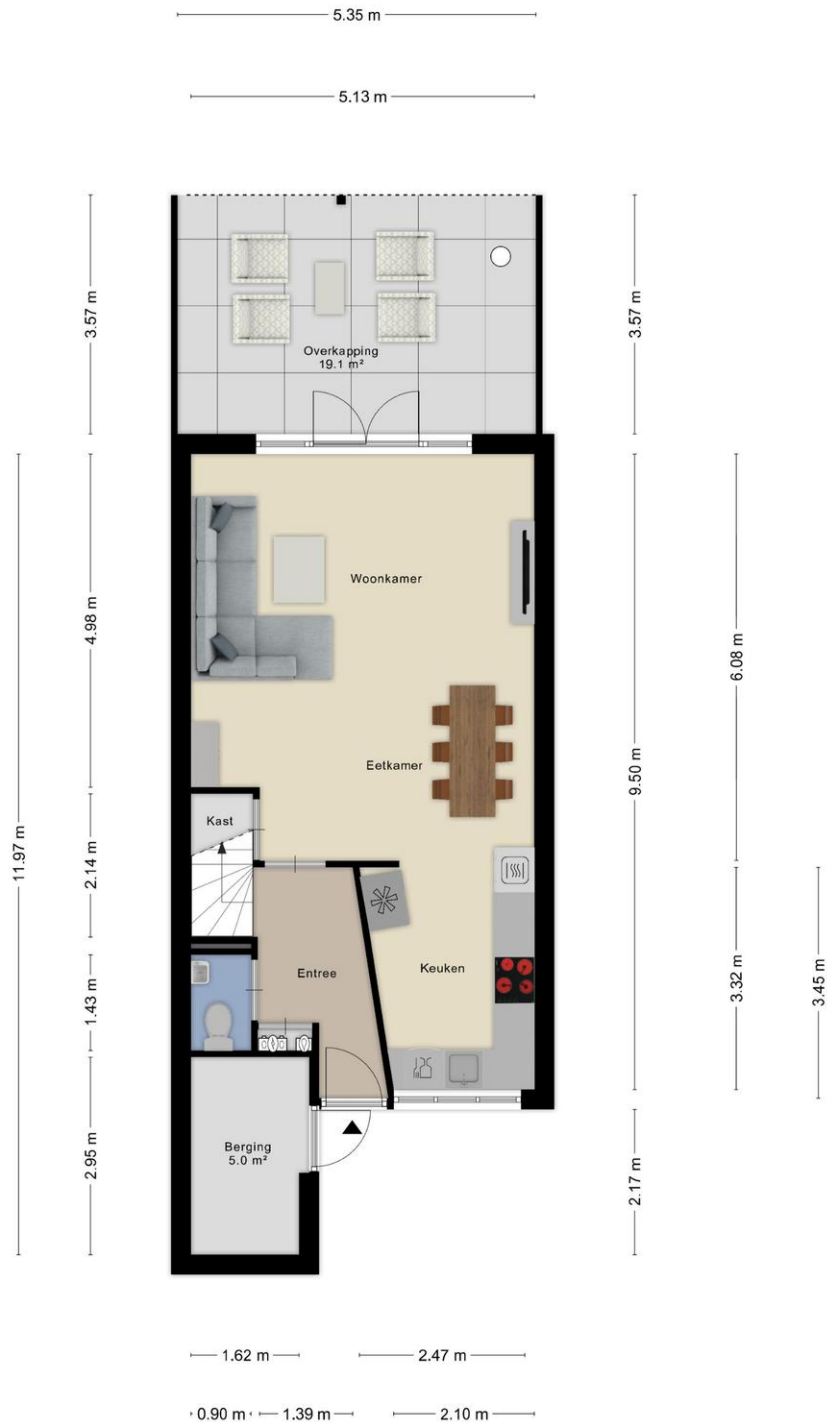 5.35 m
5.13 m
3.57 m
3.57 m
Overkapping
19.1 m²
Woonkamer
4.98 m
6.08 m
Eetkamer
9.50 m
Kast
11.97 m
2.14 m
Entree
Keuken
1.43 m
3.32 m
3.45 m
Berging
5.0 m²
2.95 m
2.17 m
1.62 m
2.47 m
0.90 m
1.39 m
2.10 m